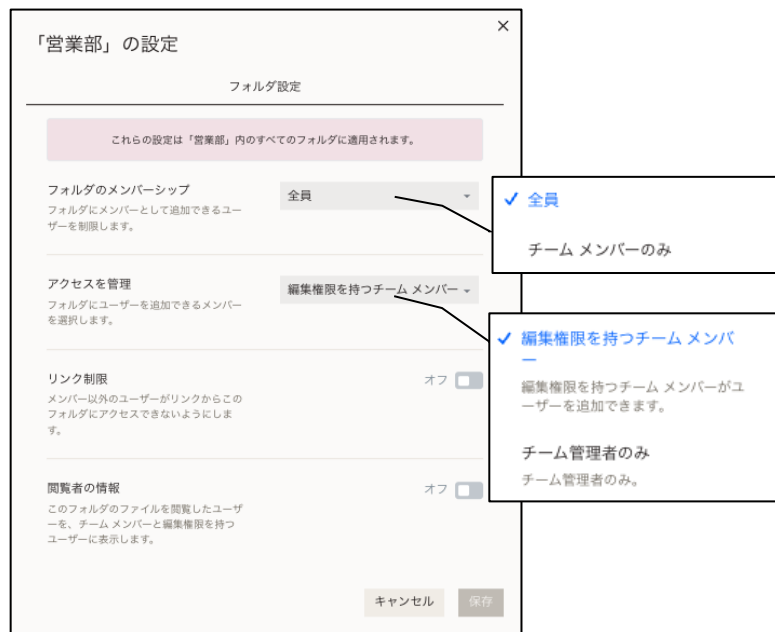 「営業部」の設定
フォルダ設定
これらの設定は「営業部」内のすべてのフォルダに適用されます。
フォルダのメンバーシップ
フォルダにメンバーとして追加できるユー
ザーを制限します。
全員
全員
チーム メンバーのみ
アクセスを管理
フォルダにユーザーを追加できるメンバー
を選択します。
編集権限を持つチーム メンバー
編集権限を持つチーム メンバ
ー
編集権限を持つチーム メンバーがユ
ーザーを追加できます。
チーム管理者のみ
チーム管理者のみ。
リンク制限
メンバー以外のユーザーがリンクからこの
フォルダにアクセスできないようにしま
す。
オフ
閲覧者の情報
このフォルダのファイルを閲覧したユーザ
ーを、チーム メンバーと編集権限を持つ
ユーザーに表示します。
オフ
キャンセル
保存